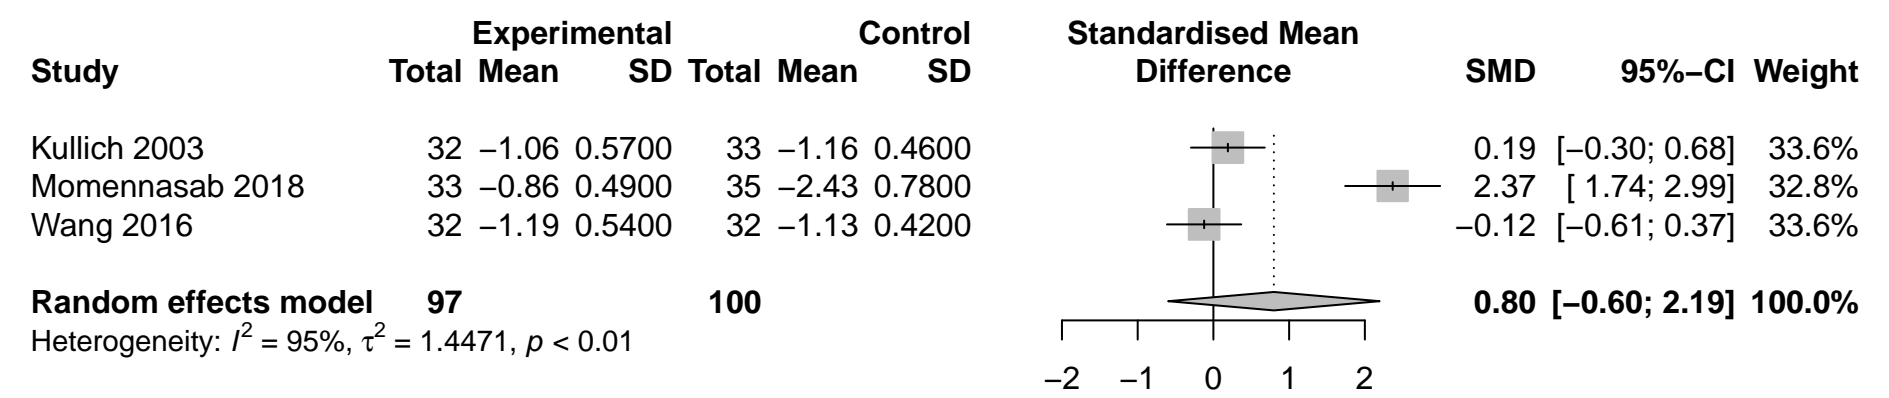 Experimental Control Standardised Mean
Study Total Mean SD Total Mean SD Difference SMD 95%−CI Weight
Kullich 2003 32 −1.06 0.5700 33 −1.16 0.4600 0.19 [−0.30; 0.68] 33.6%
Momennasab 2018 33 −0.86 0.4900 35 −2.43 0.7800 2.37 [ 1.74; 2.99] 32.8%
Wang 2016 32 −1.19 0.5400 32 −1.13 0.4200 −0.12 [−0.61; 0.37] 33.6%
Random effects model 97 100 0.80 [−0.60; 2.19] 100.0%
Heterogeneity: I² = 95%, τ² = 1.4471, p < 0.01
−2 −1 0 1 2